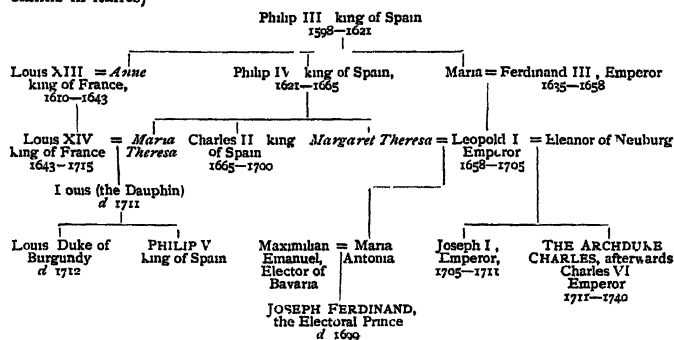 Philip III king of Spain
1598–1621
Louis XIII = Anne
king of France,
1610–1643
Philip IV king of Spain,
1621–1665
Maria = Ferdinand III, Emperor
1635–1658
Louis XIV = Maria Theresa
king of France
1643–1715
Charles II king
of Spain
1665–1700
Margaret Theresa = Leopold I = Eleanor of Neuburg
Emperor
1658–1705
Louis (the Dauphin)
d 1711
Louis Duke of
Burgundy
d 1712
PHILIP V
king of Spain
Maximilian = Maria
Emanuel, Antonia
Elector of
Bavaria
Joseph I,
Emperor,
1705–1711
THE ARCHDUKE
CHARLES, afterwards
Charles VI
Emperor
1711–1740
JOSEPH FERDINAND,
the Electoral Prince
d 1699